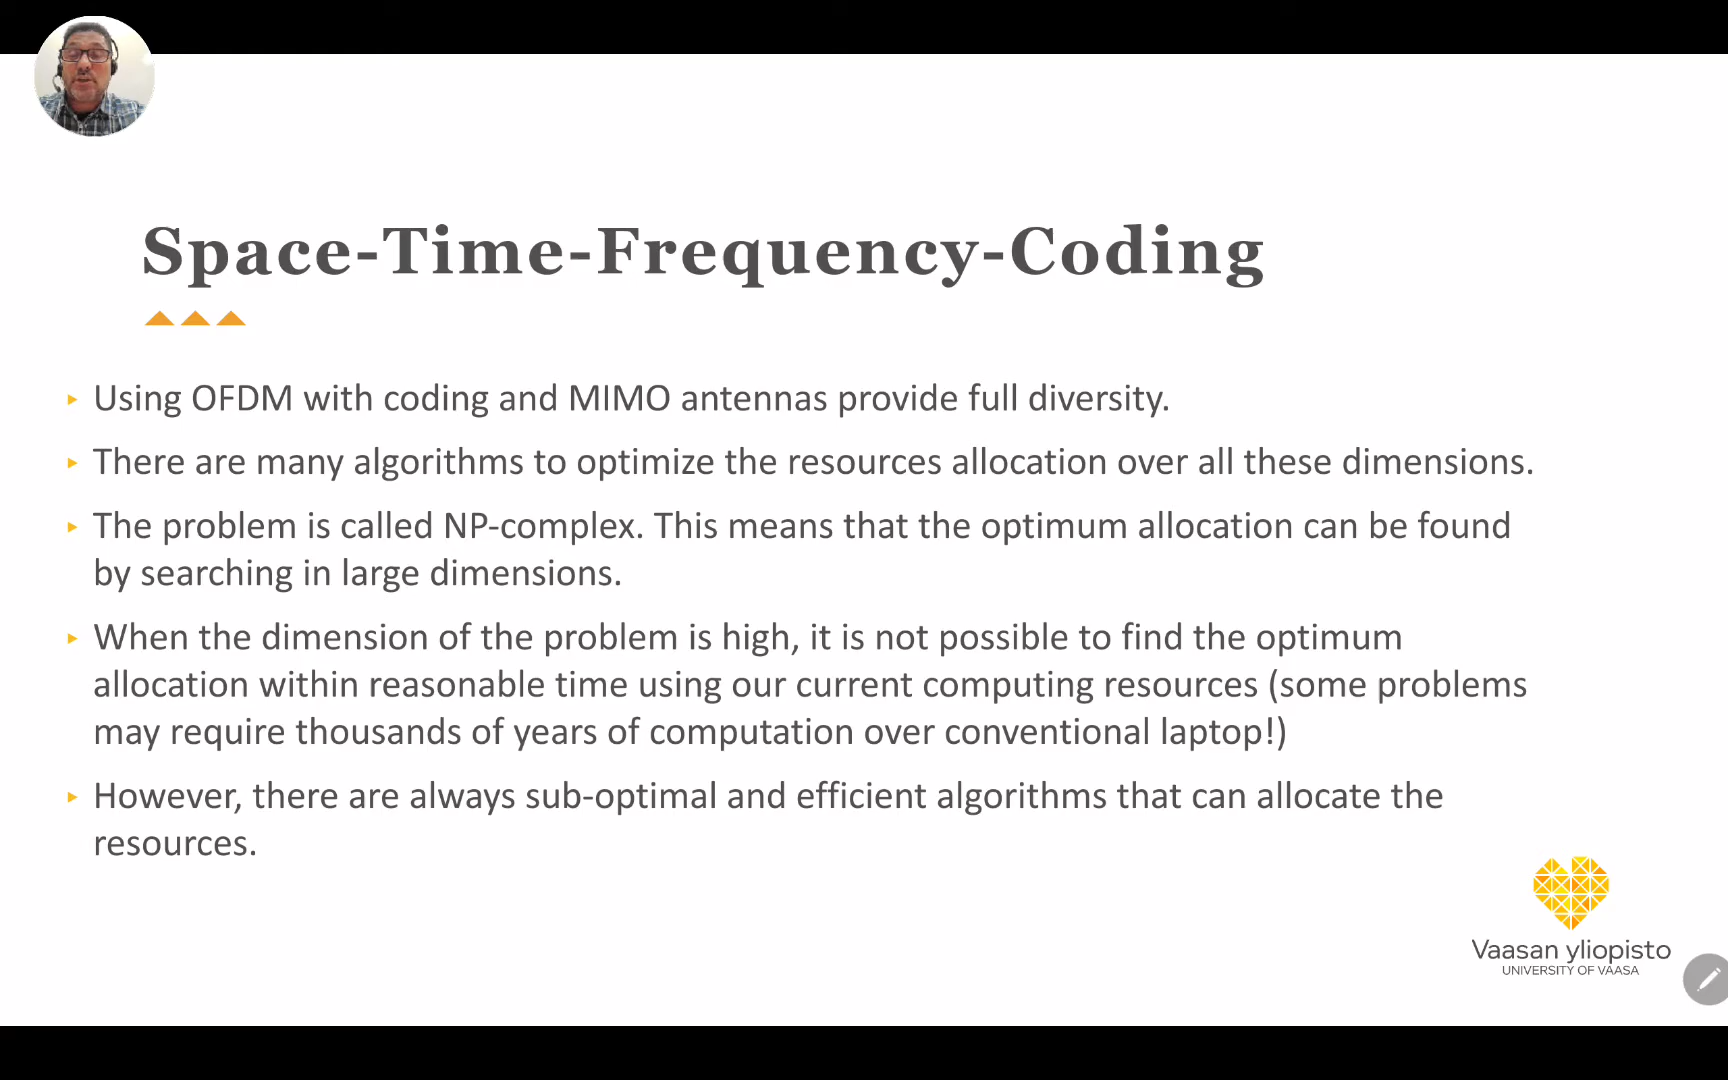 Space-Time-Frequency-Coding
Using OFDM with coding and MIMO antennas provide full diversity.
There are many algorithms to optimize the resources allocation over all these dimensions.
The problem is called NP-complex. This means that the optimum allocation can be found
by searching in large dimensions.
When the dimension of the problem is high, it is not possible to find the optimum
allocation within reasonable time using our current computing resources (some problems
may require thousands of years of computation over conventional laptop!)
However, there are always sub-optimal and efficient algorithms that can allocate the
resources.
Vaasan yliopisto
UNIVERSITY OF VAASA